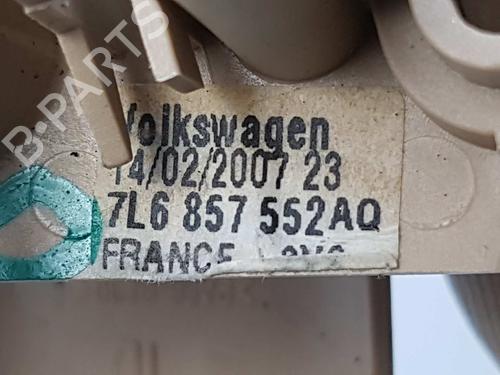 B-PARTS
Volkswagen
14/02/2007 23
7L6 857 552AQ
FRANCE